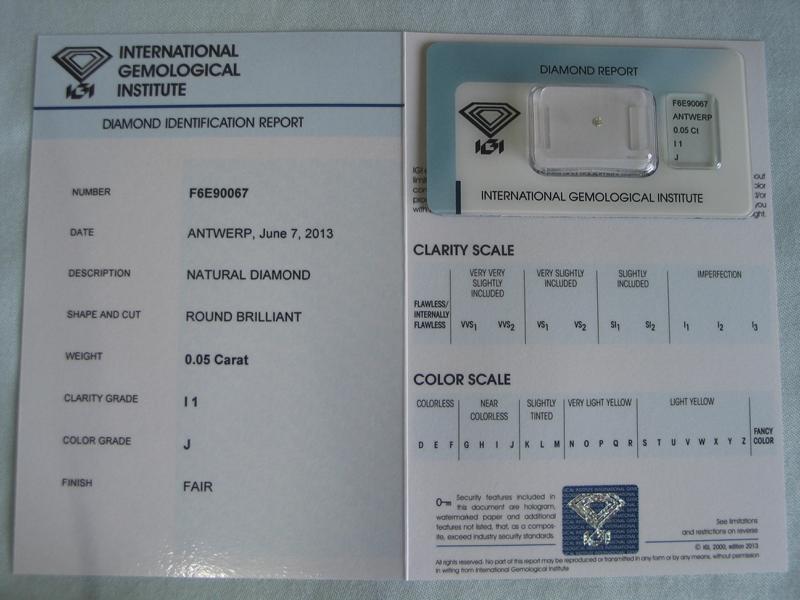 INTERNATIONAL
GEMOLOGICAL
INSTITUTE
IGI
DIAMOND IDENTIFICATION REPORT
NUMBER F6E90067
DATE ANTWERP, June 7, 2013
DESCRIPTION NATURAL DIAMOND
SHAPE AND CUT ROUND BRILLIANT
WEIGHT 0.05 Carat
CLARITY GRADE I 1
COLOR GRADE J
FINISH FAIR
DIAMOND REPORT
IGI
F6E90067
ANTWERP
0.05 Ct
I 1
J
INTERNATIONAL GEMOLOGICAL INSTITUTE
CLARITY SCALE
FLAWLESS/
INTERNALLY
FLAWLESS
VERY VERY
SLIGHTLY
INCLUDED
VERY SLIGHTLY
INCLUDED
SLIGHTLY
INCLUDED
IMPERFECTION
VVS1 VVS2 VS1 VS2 SI1 SI2 I1 I2 I3
COLOR SCALE
COLORLESS
NEAR
COLORLESS
SLIGHTLY
TINTED
VERY LIGHT YELLOW
LIGHT YELLOW
FANCY
COLOR
D E F G H I J K L M N O P Q R S T U V W X Y Z
Security features included in
this document are hologram,
watermarked paper and additional
features not listed, that, as a compos-
ite, exceed industry security standards.
See limitations
and restrictions on reverse
© IGI, 2000, edition 2013
All rights reserved. No part of this report may be reproduced or transmitted in any form or by any means, without permission
in writing from International Gemological Institute